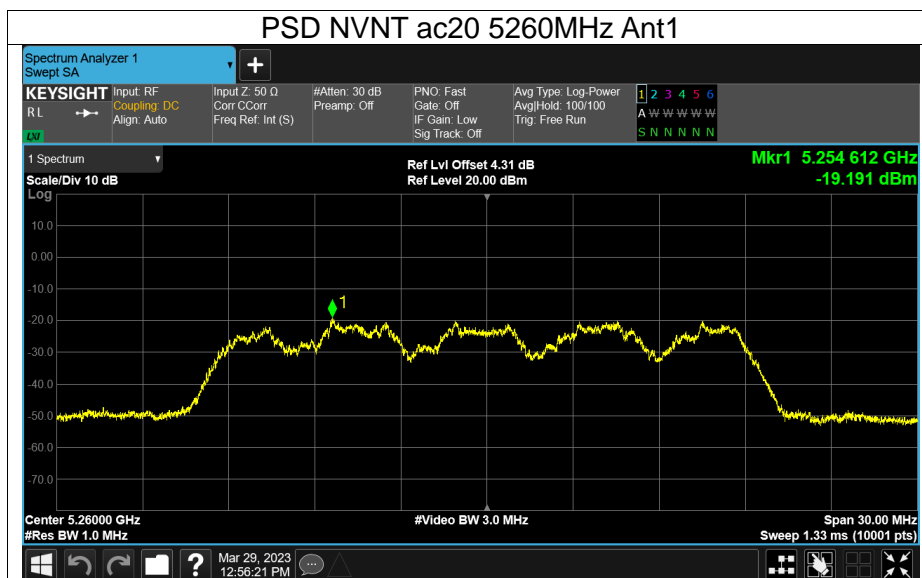 PSD NVNT ac20 5260MHz Ant1
Spectrum Analyzer 1
Swept SA
+
KEYSIGHT Input: RF Input Z: 50 Ω #Atten: 30 dB PNO: Fast Avg Type: Log-Power 1 2 3 4 5 6
R L Coupling: DC Corr CCorr Preamp: Off Gate: Off Avg|Hold: 100/100 A W W W W W
Align: Auto Freq Ref: Int (S) IF Gain: Low Trig: Free Run
LXI Sig Track: Off S N N N N N
1 Spectrum Ref Lvl Offset 4.31 dB Mkr1 5.254 612 GHz
Scale/Div 10 dB Ref Level 20.00 dBm -19.191 dBm
Log
10.0
0.00
-10.0
1
-20.0
-30.0
-40.0
-50.0
-60.0
-70.0
Center 5.26000 GHz #Video BW 3.0 MHz Span 30.00 MHz
#Res BW 1.0 MHz Sweep 1.33 ms (10001 pts)
? Mar 29, 2023
12:56:21 PM